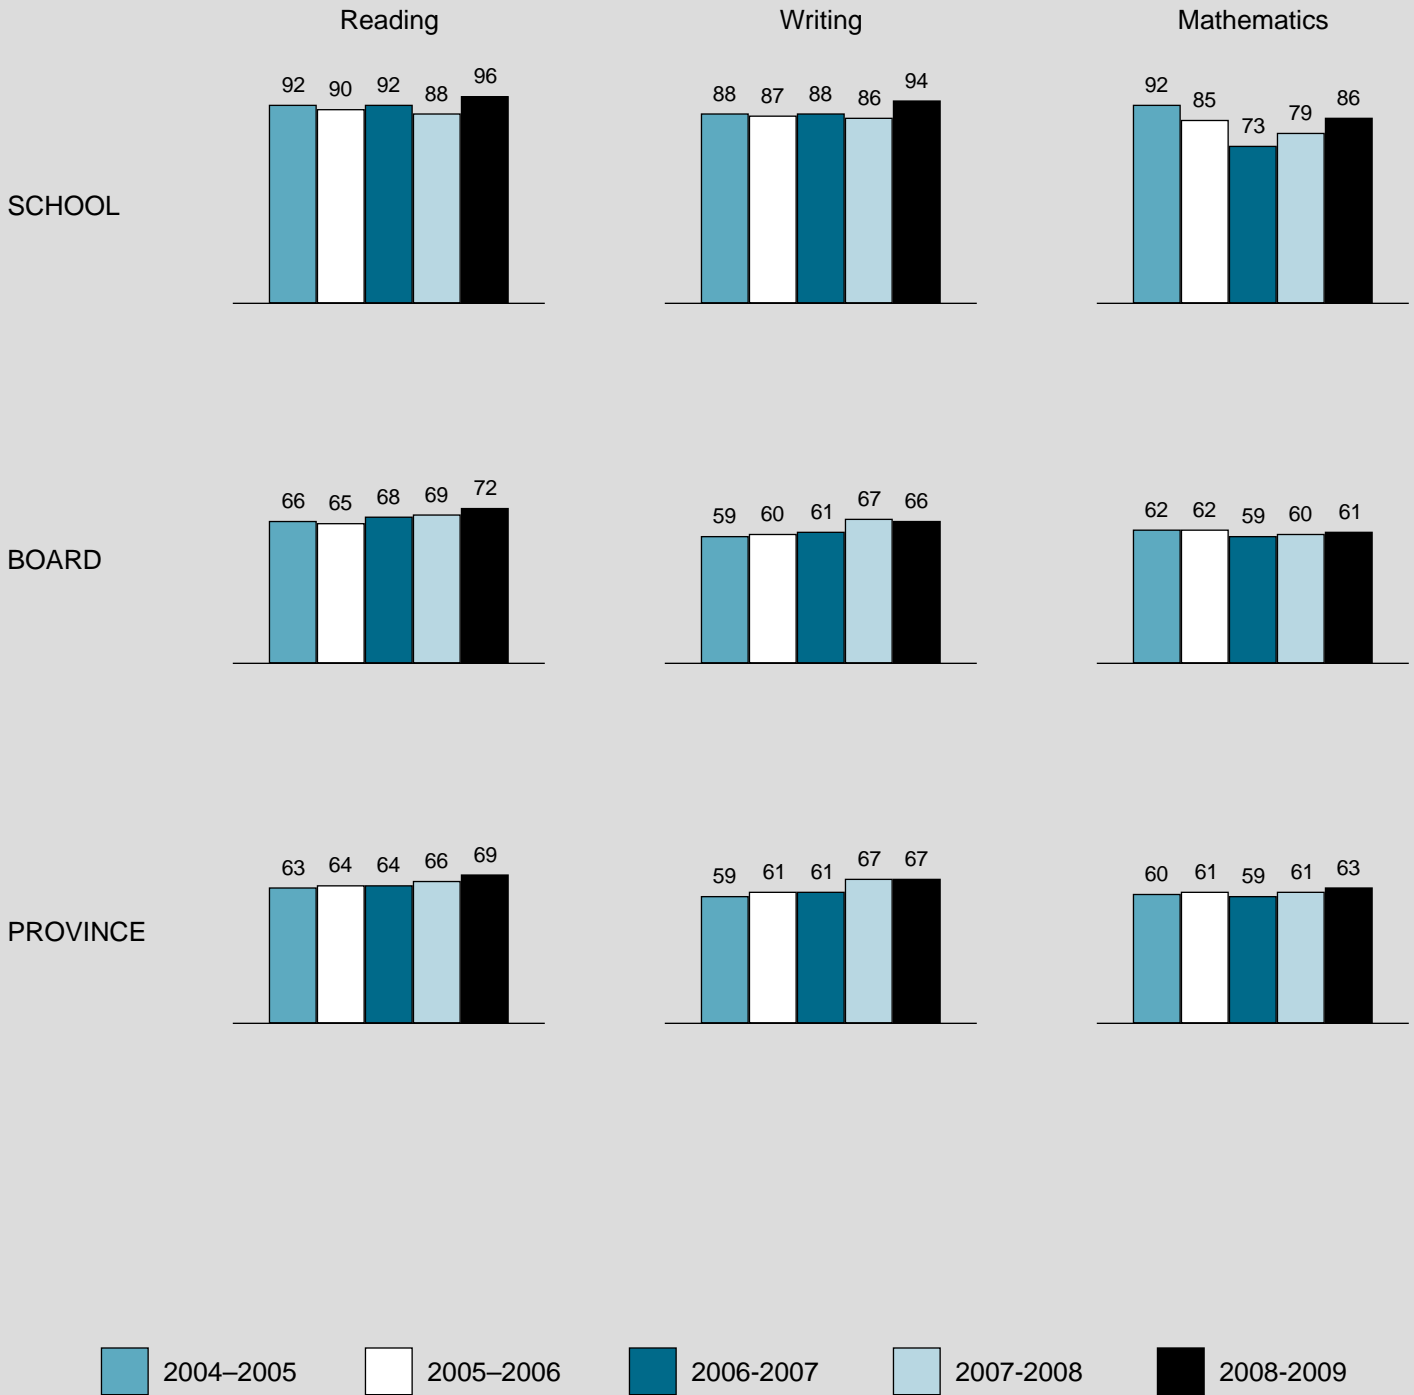 Reading Writing Mathematics
SCHOOL
92 90 92 88 96
88 87 88 86 94
92 85 73 79 86
BOARD
66 65 68 69 72
59 60 61 67 66
62 62 59 60 61
PROVINCE
63 64 64 66 69
59 61 61 67 67
60 61 59 61 63
2004–2005 2005–2006 2006-2007 2007-2008 2008-2009